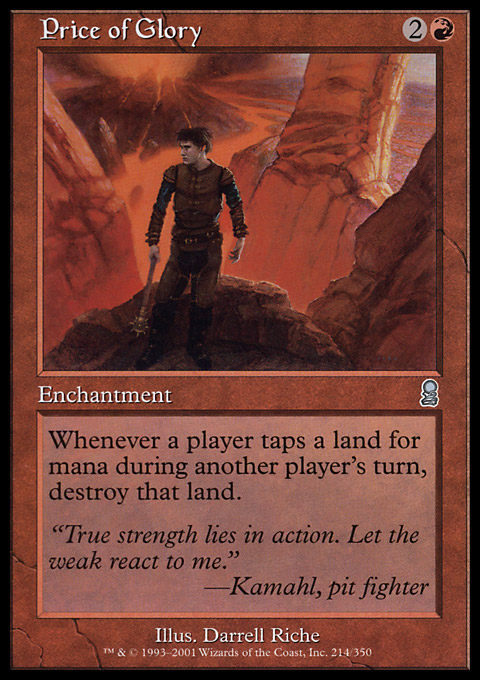 Price of Glory 2
Enchantment
Whenever a player taps a land for
mana during another player's turn,
destroy that land.
"True strength lies in action. Let the
weak react to me."
—Kamahl, pit fighter
Illus. Darrell Riche
™ & © 1993–2001 Wizards of the Coast, Inc. 214/350